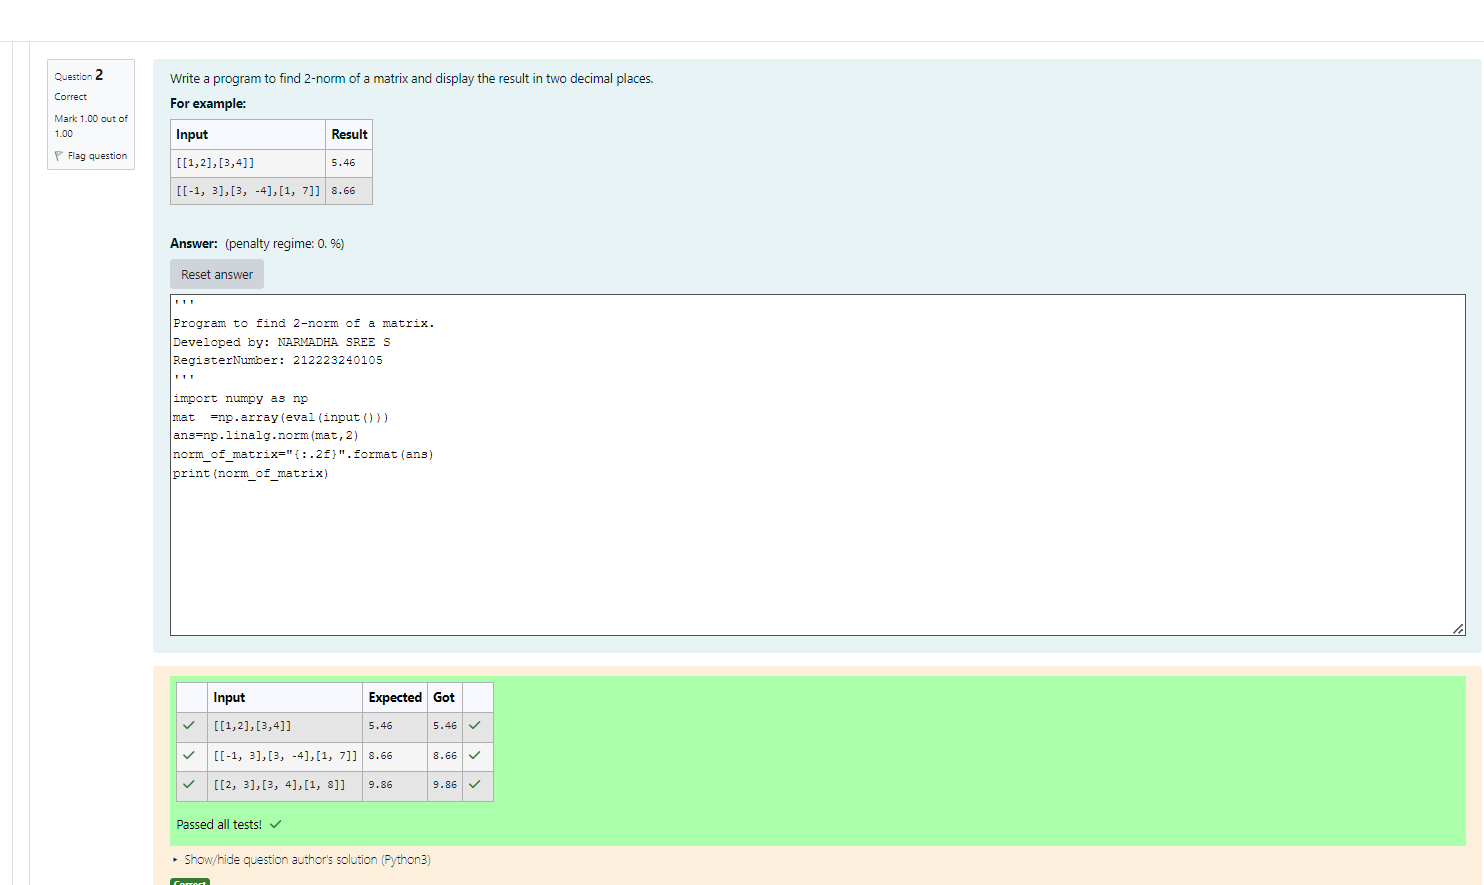 Question 2
Correct
Mark 1.00 out of
1.00
Flag question
Write a program to find 2-norm of a matrix and display the result in two decimal places.
For example:
Input Result
[[1,2],[3,4]] 5.46
[[-1, 3],[3, -4],[1, 7]] 8.66
Answer: (penalty regime: 0. %)
Reset answer
'''
Program to find 2-norm of a matrix.
Developed by: NARMADHA SREE S
RegisterNumber: 212223240105
'''
import numpy as np
mat  =np.array(eval(input()))
ans=np.linalg.norm(mat,2)
norm_of_matrix="{:.2f}".format(ans)
print(norm_of_matrix)
Input Expected Got
[[1,2],[3,4]] 5.46 5.46
[[-1, 3],[3, -4],[1, 7]] 8.66 8.66
[[2, 3],[3, 4],[1, 8]] 9.86 9.86
Passed all tests!
Show/hide question author's solution (Python3)
Correct